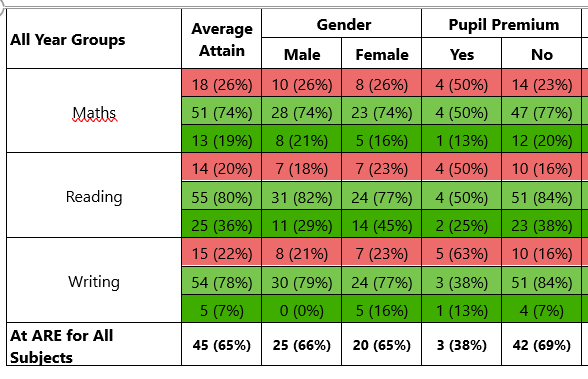 All Year Groups Average Attain Gender Pupil Premium
Male Female Yes No
18 (26%) 10 (26%) 8 (26%) 4 (50%) 14 (23%)
Maths 51 (74%) 28 (74%) 23 (74%) 4 (50%) 47 (77%)
13 (19%) 8 (21%) 5 (16%) 1 (13%) 12 (20%)
14 (20%) 7 (18%) 7 (23%) 4 (50%) 10 (16%)
Reading 55 (80%) 31 (82%) 24 (77%) 4 (50%) 51 (84%)
25 (36%) 11 (29%) 14 (45%) 2 (25%) 23 (38%)
15 (22%) 8 (21%) 7 (23%) 5 (63%) 10 (16%)
Writing 54 (78%) 30 (79%) 24 (77%) 3 (38%) 51 (84%)
5 (7%) 0 (0%) 5 (16%) 1 (13%) 4 (7%)
At ARE for All Subjects 45 (65%) 25 (66%) 20 (65%) 3 (38%) 42 (69%)